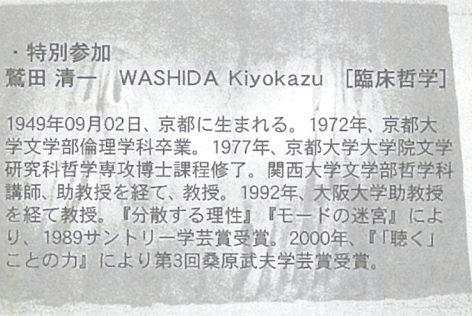 ・特別参加
鷲田 清一　WASHIDA Kiyokazu　[臨床哲学]
1949年09月02日、京都に生まれる。1972年、京都大
学文学部倫理学科卒業。1977年、京都大学大学院文学
研究科哲学専攻博士課程修了。関西大学文学部哲学科
講師、助教授を経て、教授。1992年、大阪大学助教授
を経て教授。『分散する理性』『モードの迷宮』によ
り、1989サントリー学芸賞受賞。2000年、『「聴く」
ことの力』により第3回桑原武夫学芸賞受賞。